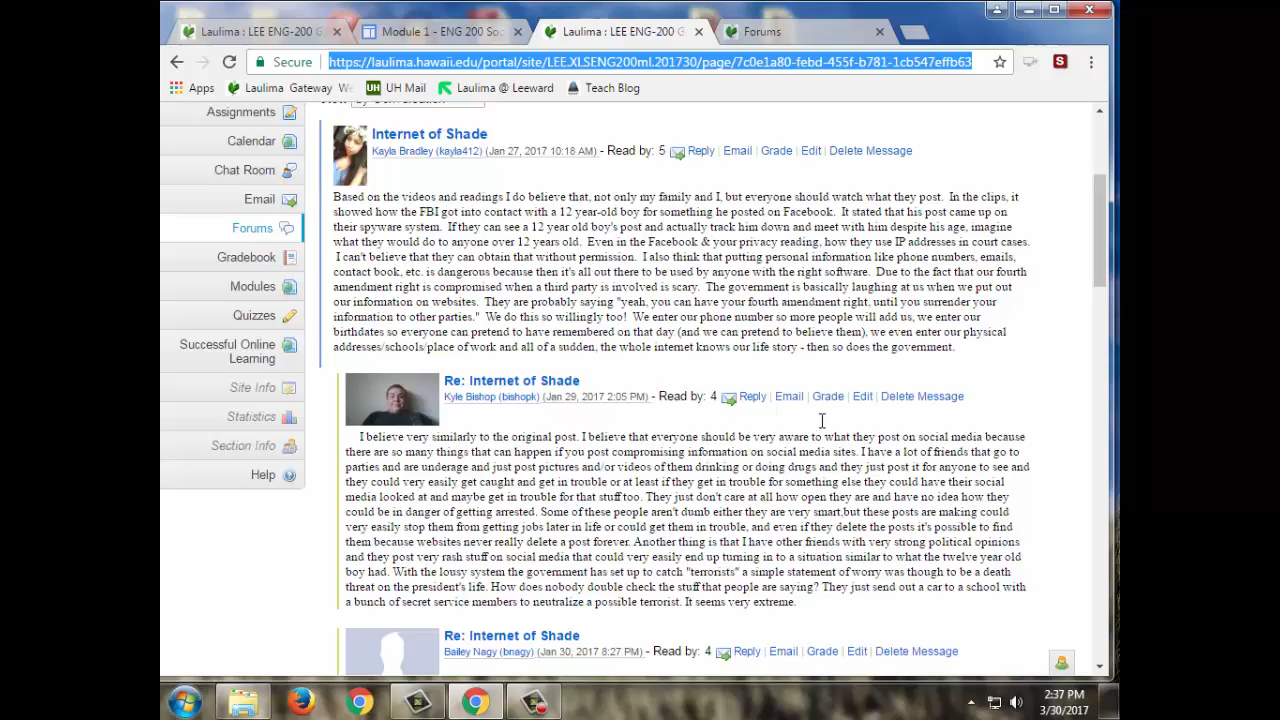 Laulima : LEE ENG-200 G
Module 1 - ENG 200 Soc
Laulima : LEE ENG-200 G
Forums
Secure
https://laulima.hawaii.edu/portal/site/LEE.XLSENG200ml.201730/page/7c0e1a80-febd-455f-b781-1cb547effb63
S
Apps
Laulima Gateway We
UH UH Mail
Laulima @ Leeward
Teach Blog
Assignments
Calendar
Chat Room
Email
Forums
Gradebook
Modules
Quizzes
Successful Online
Learning
Site Info
Statistics
Section Info
Help
Internet of Shade
Kayla Bradley (kayla412) (Jan 27, 2017 10:18 AM) - Read by: 5 Reply | Email | Grade | Edit | Delete Message
Based on the videos and readings I do believe that, not only my family and I, but everyone should watch what they post. In the clips, it
showed how the FBI got into contact with a 12 year-old boy for something he posted on Facebook. It stated that his post came up on
their spyware system. If they can see a 12 year old boy's post and actually track him down and meet with him despite his age, imagine
what they would do to anyone over 12 years old. Even in the Facebook & your privacy reading, how they use IP addresses in court cases.
I can't believe that they can obtain that without permission. I also think that putting personal information like phone numbers, emails,
contact book, etc. is dangerous because then it's all out there to be used by anyone with the right software. Due to the fact that our fourth
amendment right is compromised when a third party is involved is scary. The government is basically laughing at us when we put out
our information on websites. They are probably saying "yeah, you can have your fourth amendment right, until you surrender your
information to other parties." We do this so willingly too! We enter our phone number so more people will add us, we enter our
birthdates so everyone can pretend to have remembered on that day (and we can pretend to believe them), we even enter our physical
addresses/schools/place of work and all of a sudden, the whole internet knows our life story - then so does the government.
Re: Internet of Shade
Kyle Bishop (bishopk) (Jan 29, 2017 2:05 PM) - Read by: 4 Reply | Email | Grade | Edit | Delete Message
I believe very similarly to the original post. I believe that everyone should be very aware to what they post on social media because
there are so many things that can happen if you post compromising information on social media sites. I have a lot of friends that go to
parties and are underage and just post pictures and/or videos of them drinking or doing drugs and they just post it for anyone to see and
they could very easily get caught and get in trouble or at least if they get in trouble for something else they could have their social
media looked at and maybe get in trouble for that stuff too. They just don't care at all how open they are and have no idea how they
could be in danger of getting arrested. Some of these people aren't dumb either they are very smart,but these posts are making could
very easily stop them from getting jobs later in life or could get them in trouble, and even if they delete the posts it's possible to find
them because websites never really delete a post forever. Another thing is that I have other friends with very strong political opinions
and they post very rash stuff on social media that could very easily end up turning in to a situation similar to what the twelve year old
boy had. With the lousy system the government has set up to catch "terrorists" a simple statement of worry was though to be a death
threat on the president's life. How does nobody double check the stuff that people are saying? They just send out a car to a school with
a bunch of secret service members to neutralize a possible terrorist. It seems very extreme.
Re: Internet of Shade
Bailey Nagy (bnagy) (Jan 30, 2017 8:27 PM) - Read by: 4 Reply | Email | Grade | Edit | Delete Message
2:37 PM
3/30/2017